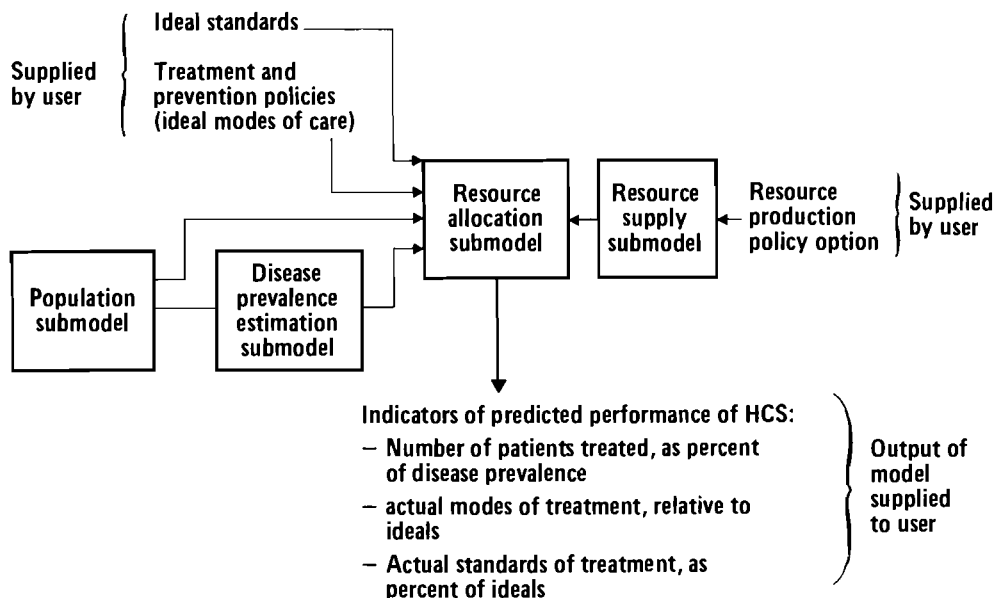 Ideal standards
Supplied
by user
Treatment and
prevention policies
(ideal modes of care)
Resource
allocation
submodel
Resource
supply
submodel
Resource
production
policy option
Supplied
by user
Population
submodel
Disease
prevalence
estimation
submodel
Indicators of predicted performance of HCS:
– Number of patients treated, as percent
of disease prevalence
– actual modes of treatment, relative to
ideals
– Actual standards of treatment, as
percent of ideals
Output of
model
supplied
to user